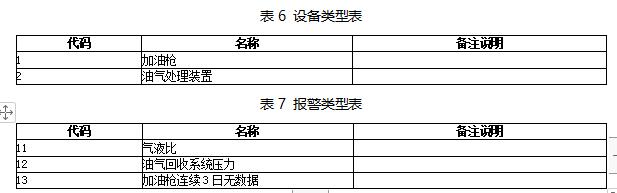 表 6 设备类型表
代码 名称 备注说明
1 加油枪
2 油气处理装置
表 7 报警类型表
代码 名称 备注说明
11 气液比
12 油气回收系统压力
13 加油枪连续 3 日无数据